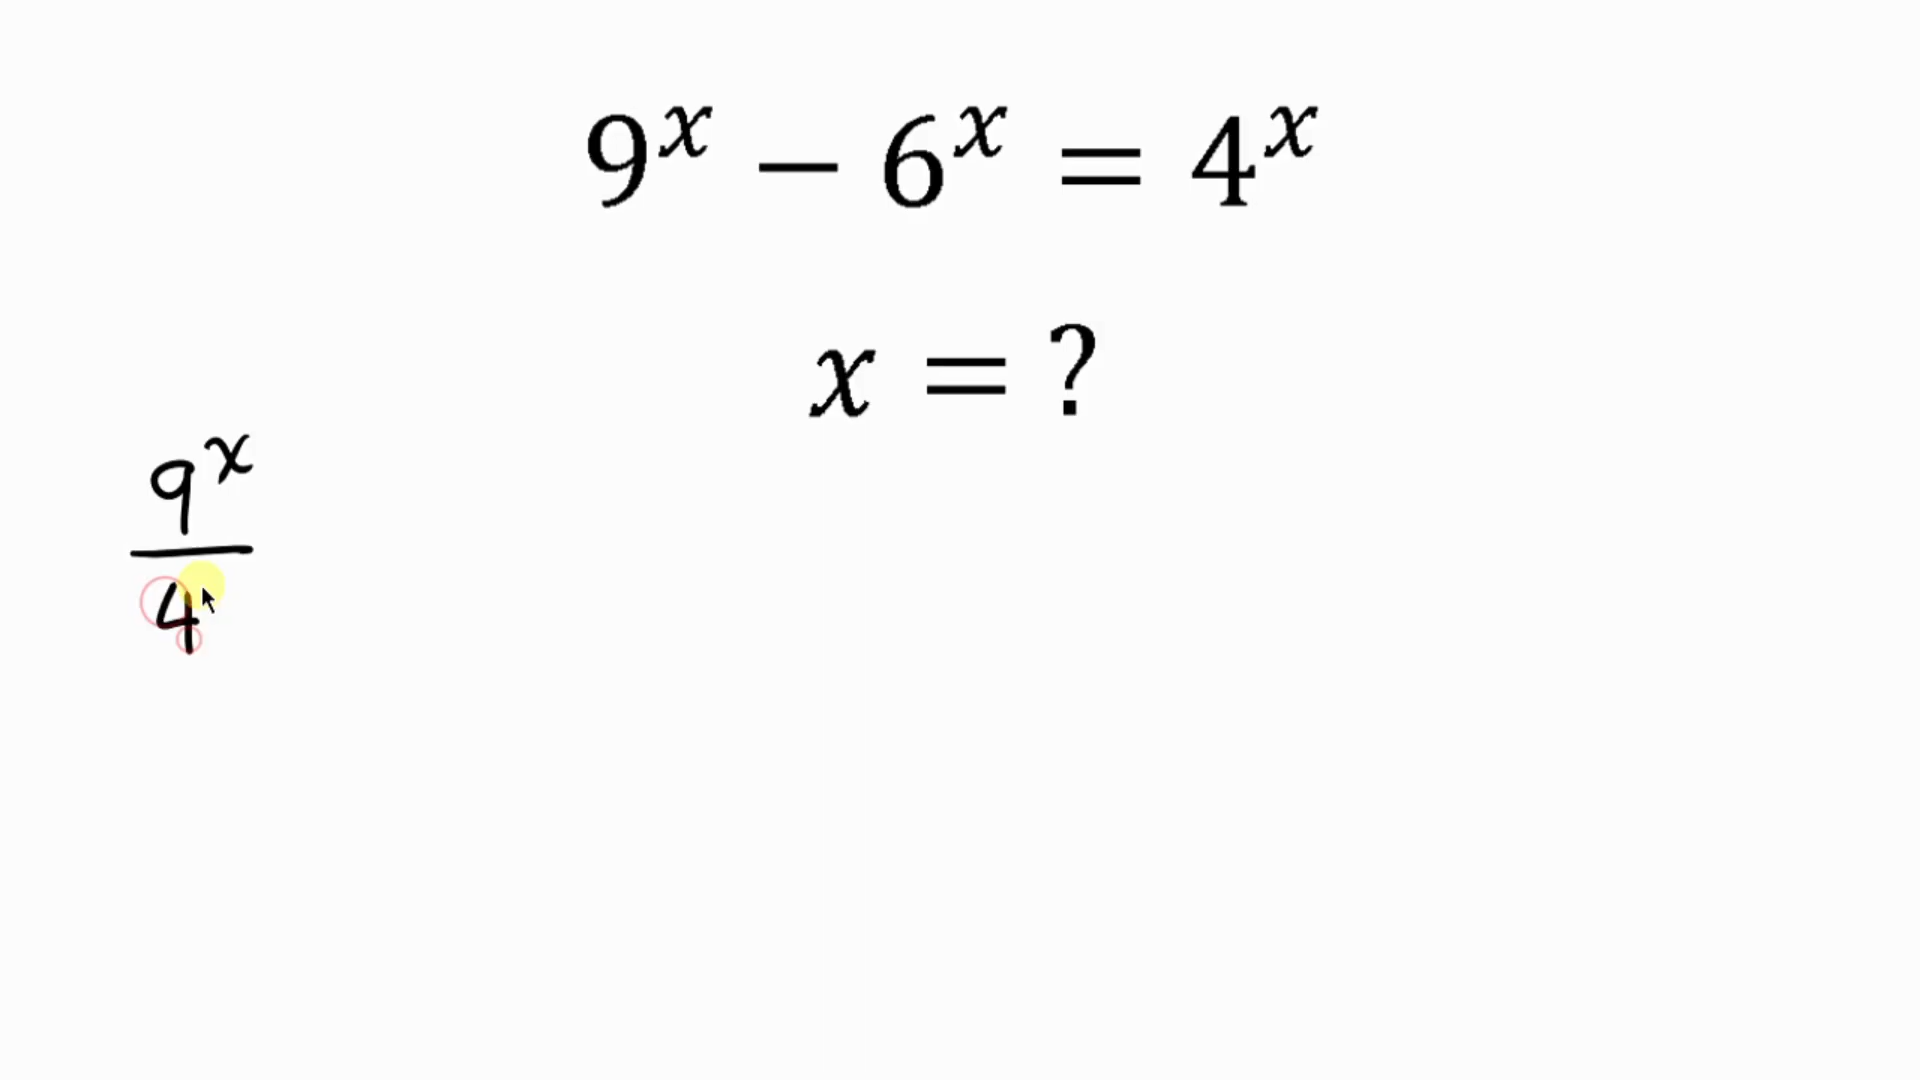 9^x − 6^x = 4^x
x = ?
9^x
4